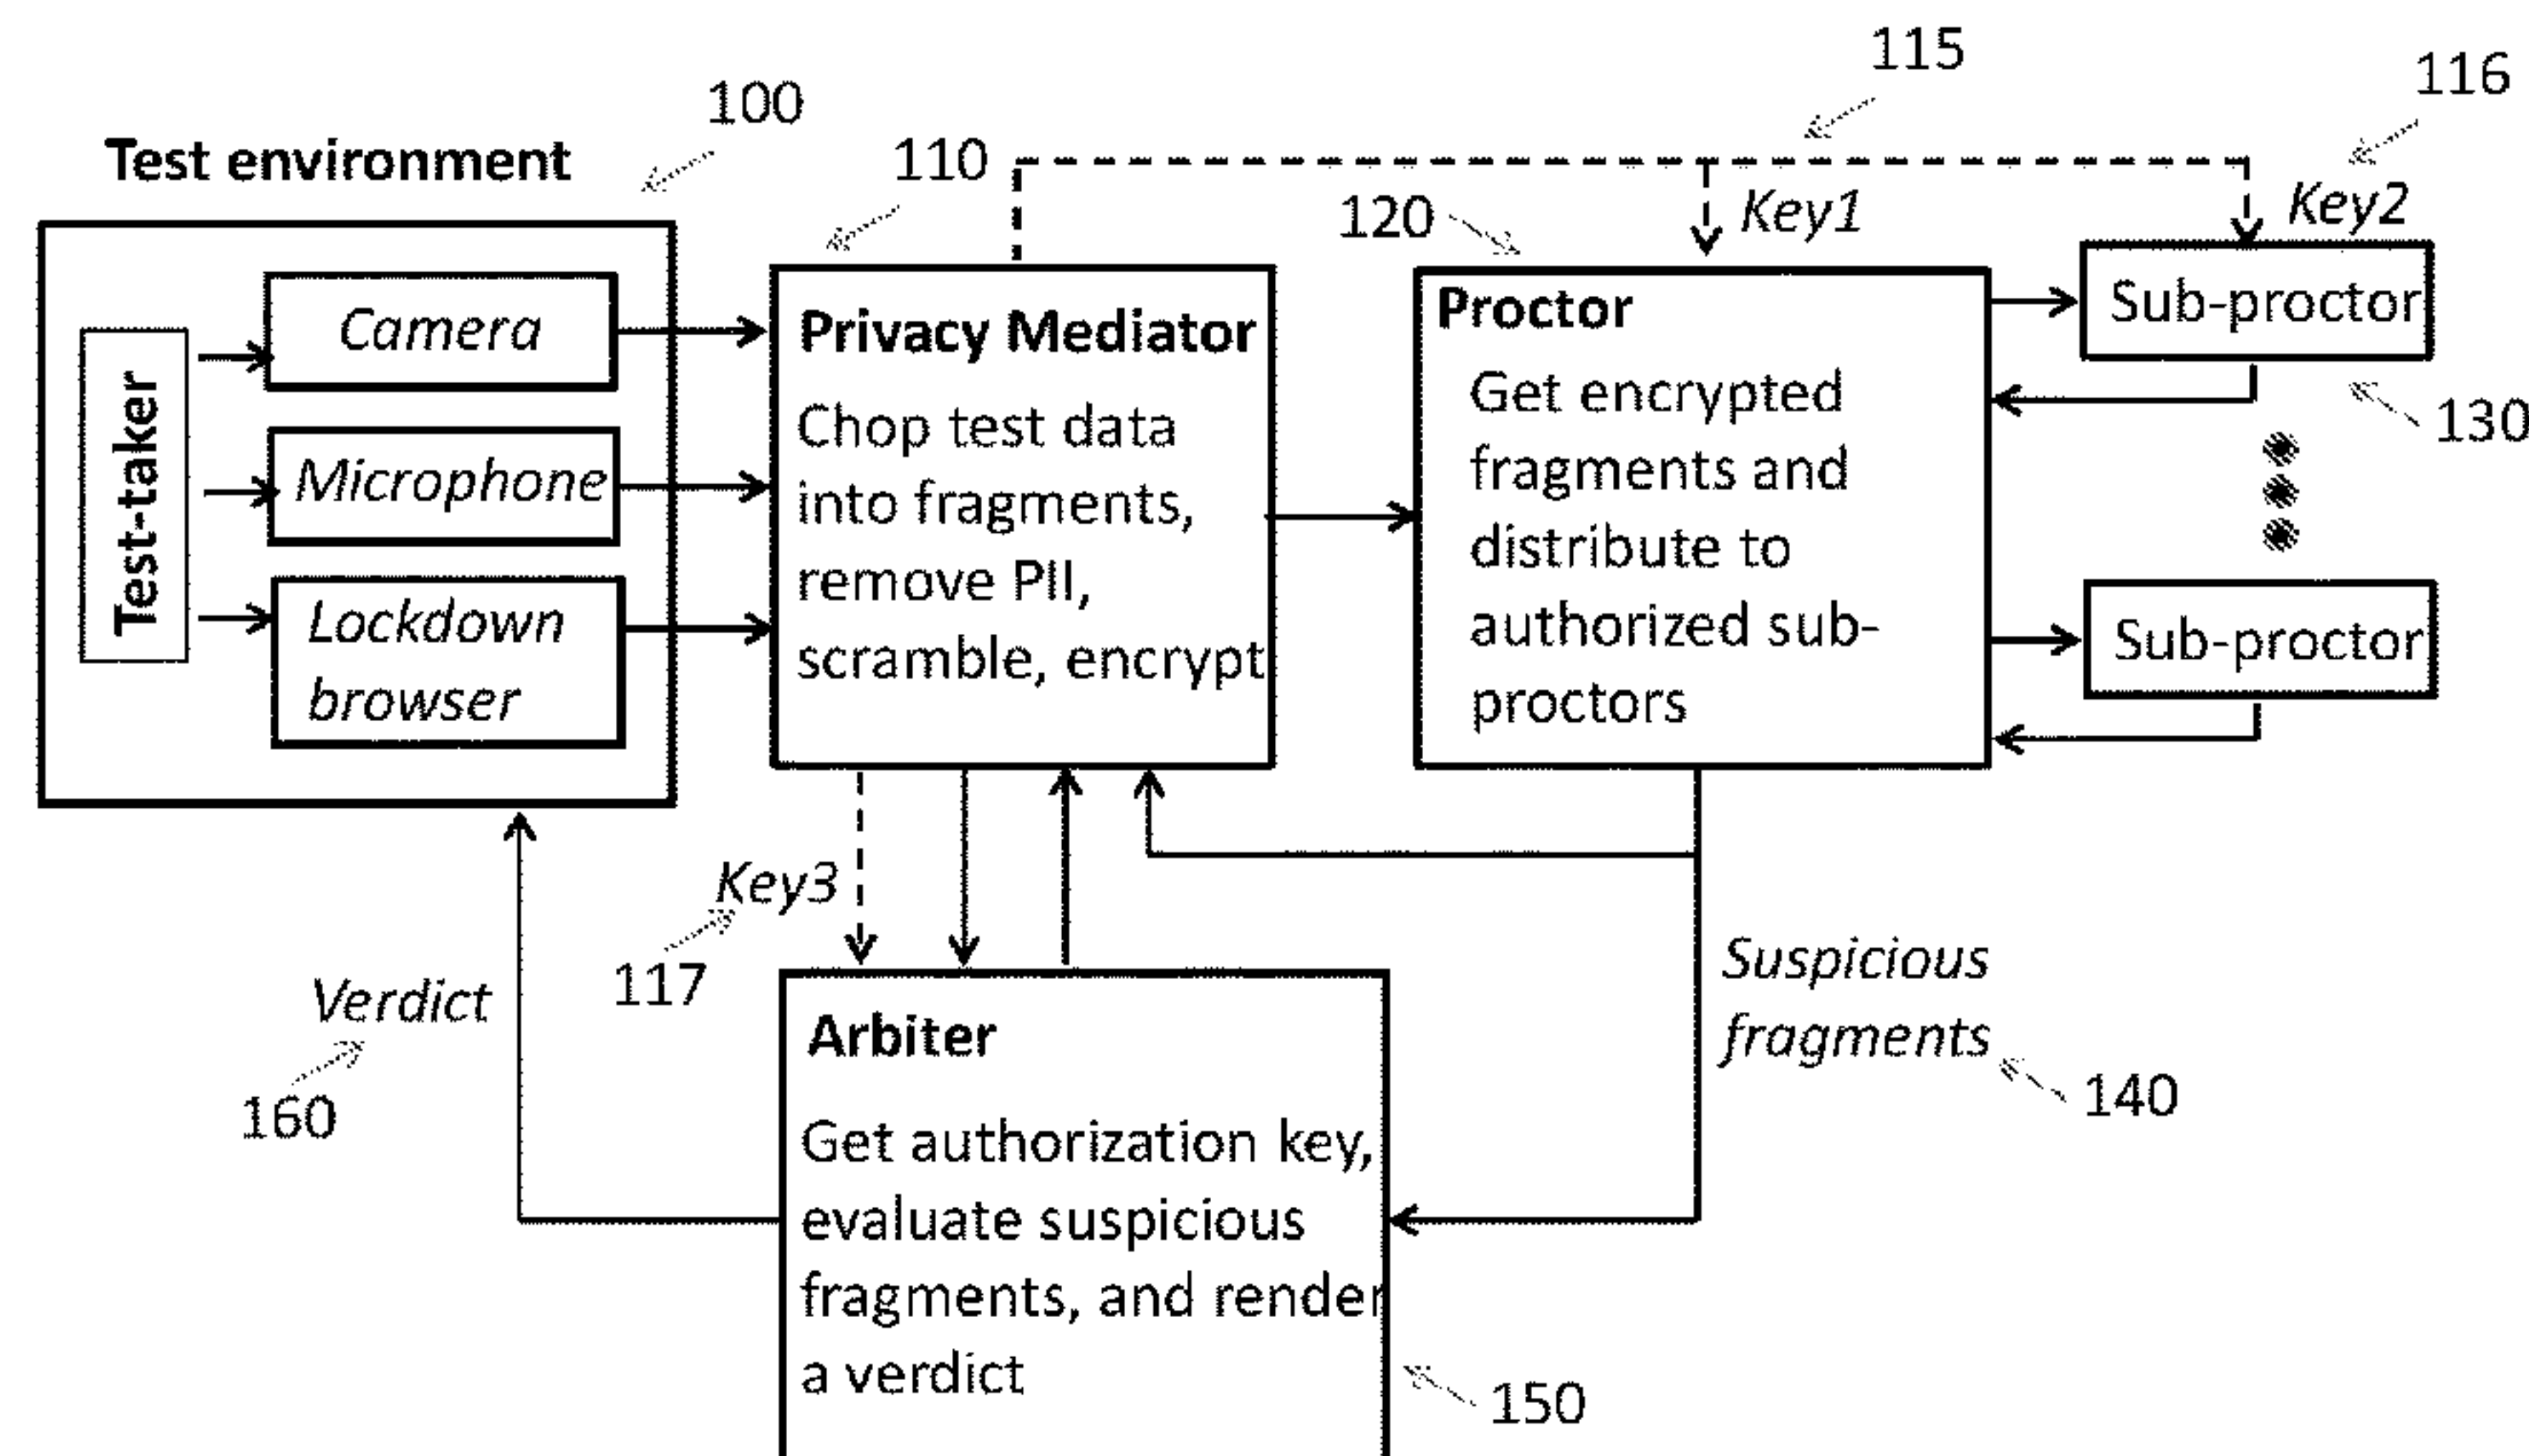 115
116
100
Test environment
110
Key1
Key2
120
Camera
Microphone
Lockdown
browser
Test-taker
Privacy Mediator
Chop test data
into fragments,
remove PII,
scramble, encrypt
Proctor
Get encrypted
fragments and
distribute to
authorized sub-
proctors
Sub-proctor
130
Sub-proctor
Key3
117
Verdict
160
Suspicious
fragments
140
Arbiter
Get authorization key,
evaluate suspicious
fragments, and render
a verdict
150